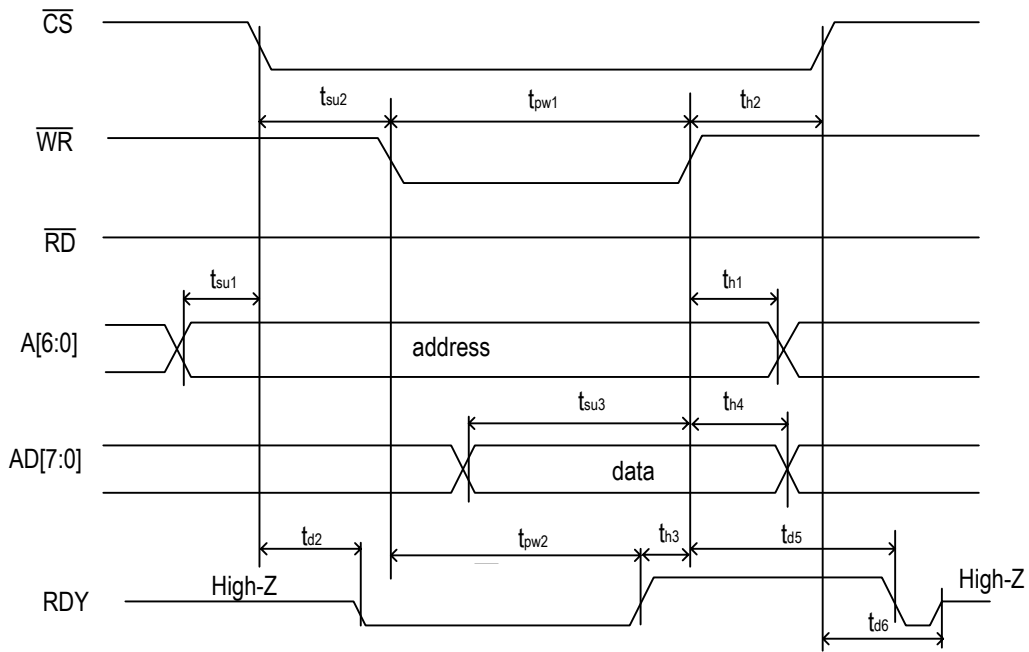 CS
tsu2
tpw1
th2
WR
RD
tsu1
th1
A[6:0]
address
tsu3
th4
AD[7:0]
data
td2
tpw2
th3
td5
High-Z
High-Z
RDY
td6